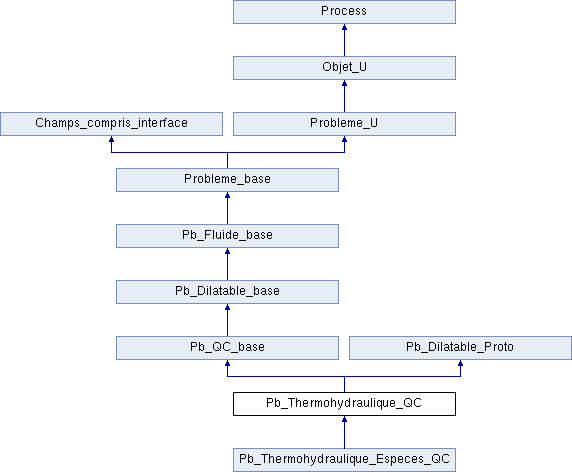 Process
Objet_U
Champs_compris_interface
Probleme_U
Probleme_base
Pb_Fluide_base
Pb_Dilatable_base
Pb_QC_base
Pb_Dilatable_Proto
Pb_Thermohydraulique_QC
Pb_Thermohydraulique_Especes_QC